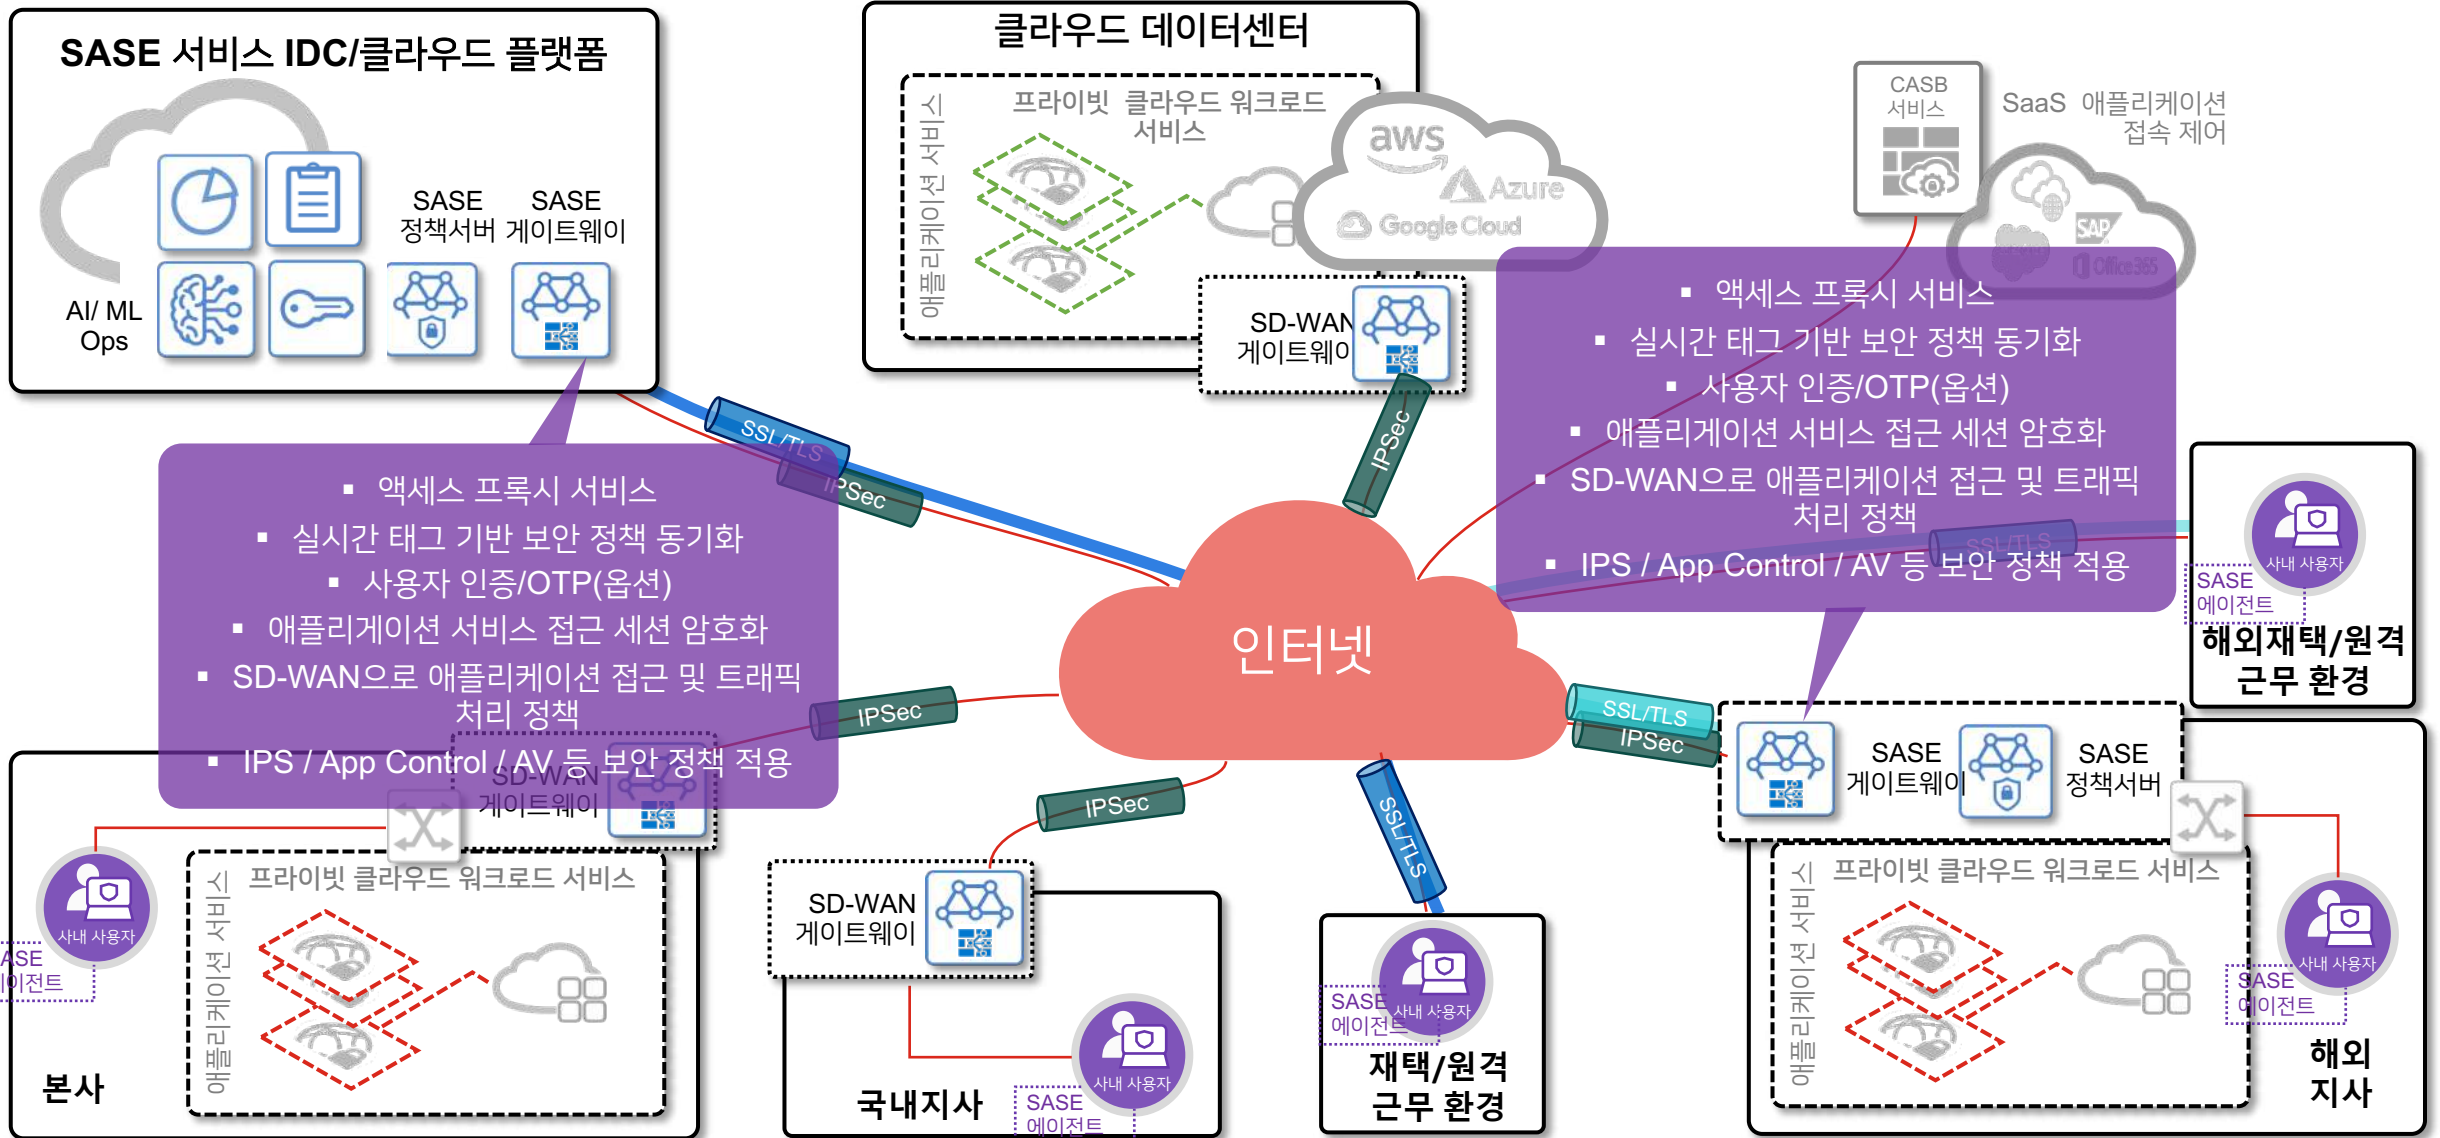 SASE 서비스 IDC/클라우드 플랫폼
SASE
정책서버
SASE
게이트웨이
AI/ ML
Ops
클라우드 데이터센터
애플리케이션 서비스
프라이빗 클라우드 워크로드
서비스
aws
Azure
Google Cloud
SD-WAN
게이트웨이
CASB
서비스
SaaS 애플리케이션
접속 제어
SAP
Office 365
SSL/TLS
IPSec
IPSec
▪ 액세스 프록시 서비스
▪ 실시간 태그 기반 보안 정책 동기화
▪ 사용자 인증/OTP(옵션)
▪ 애플리게이션 서비스 접근 세션 암호화
▪ SD-WAN으로 애플리케이션 접근 및 트래픽
처리 정책
▪ IPS / App Control / AV 등 보안 정책 적용
▪ 액세스 프록시 서비스
▪ 실시간 태그 기반 보안 정책 동기화
▪ 사용자 인증/OTP(옵션)
▪ 애플리게이션 서비스 접근 세션 암호화
▪ SD-WAN으로 애플리케이션 접근 및 트래픽
처리 정책
▪ IPS / App Control / AV 등 보안 정책 적용
SSL/TLS
사내 사용자
SASE
에이전트
해외재택/원격
근무 환경
인터넷
IPSec
SSL/TLS
IPSec
IPSec
SSL/TLS
SD-WAN
게이트웨이
사내 사용자
ASE
이전트
애플리케이션 서비스
프라이빗 클라우드 워크로드 서비스
본사
SD-WAN
게이트웨이
사내 사용자
SASE
에이전트
국내지사
사내 사용자
SASE
에이전트
재택/원격
근무 환경
SASE
게이트웨이
SASE
정책서버
애플리케이션 서비스
프라이빗 클라우드 워크로드 서비스
사내 사용자
SASE
에이전트
해외
지사